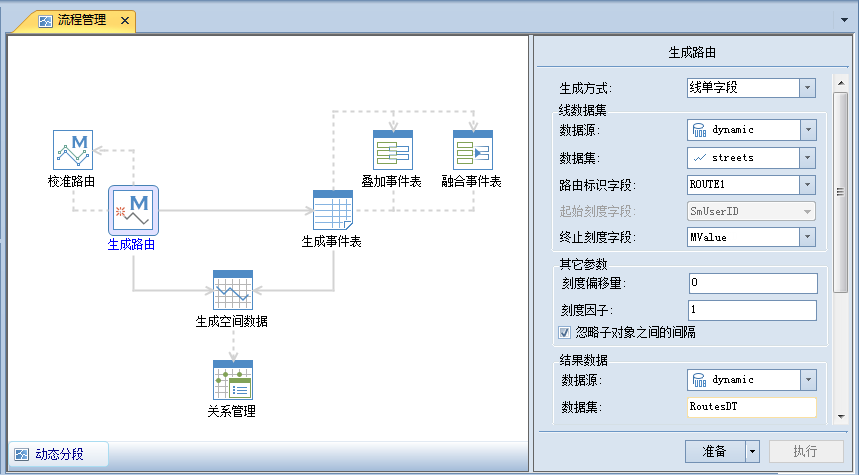 流程管理
校准路由
叠加事件表
融合事件表
生成路由
生成事件表
生成空间数据
关系管理
动态分段
生成路由
生成方式: 线单字段
线数据集
数据源: dynamic
数据集: streets
路由标识字段: ROUTE1
起始刻度字段: SmUserID
终止刻度字段: MValue
其它参数
刻度偏移量: 0
刻度因子: 1
忽略子对象之间的间隔
结果数据
数据源: dynamic
数据集: RoutesDT
准备 执行